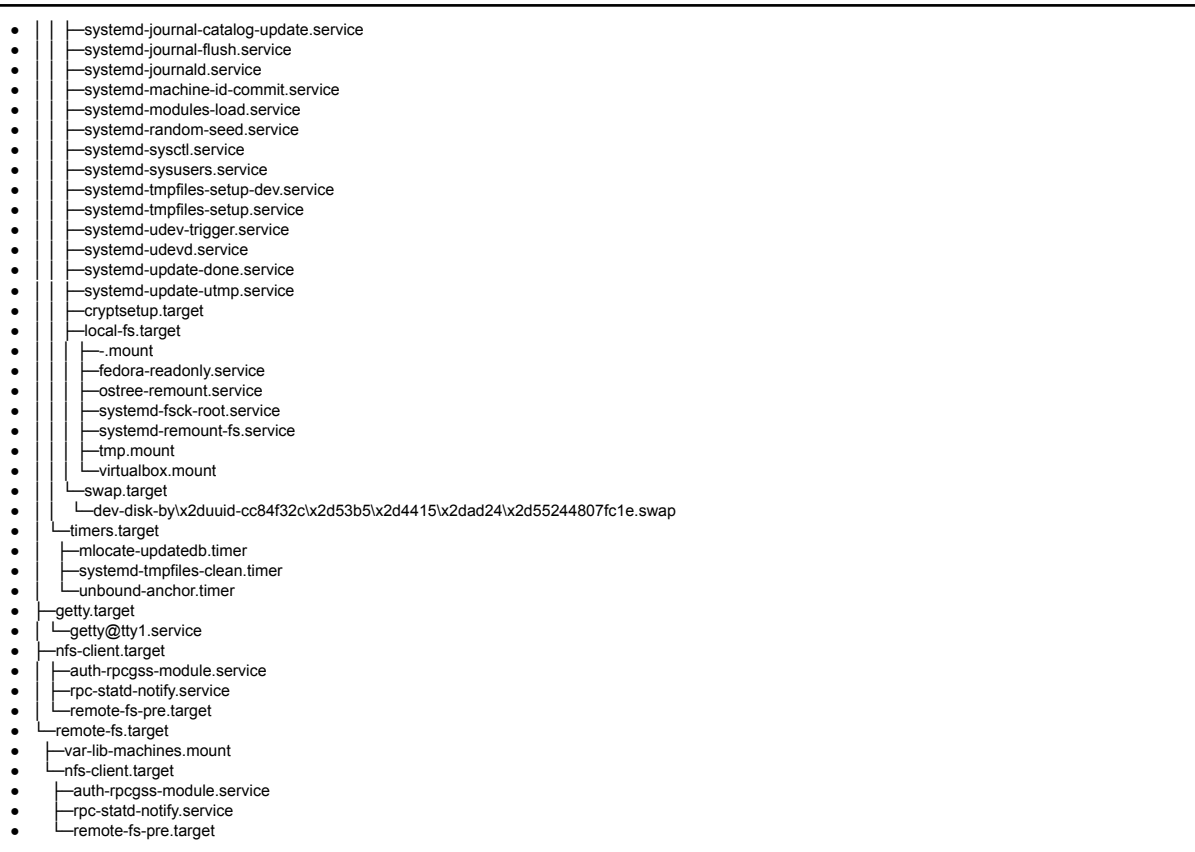 ● │ │ ├─systemd-journal-catalog-update.service
● │ │ ├─systemd-journal-flush.service
● │ │ ├─systemd-journald.service
● │ │ ├─systemd-machine-id-commit.service
● │ │ ├─systemd-modules-load.service
● │ │ ├─systemd-random-seed.service
● │ │ ├─systemd-sysctl.service
● │ │ ├─systemd-sysusers.service
● │ │ ├─systemd-tmpfiles-setup-dev.service
● │ │ ├─systemd-tmpfiles-setup.service
● │ │ ├─systemd-udev-trigger.service
● │ │ ├─systemd-udevd.service
● │ │ ├─systemd-update-done.service
● │ │ ├─systemd-update-utmp.service
● │ │ ├─cryptsetup.target
● │ │ ├─local-fs.target
● │ │ │ ├─-.mount
● │ │ │ ├─fedora-readonly.service
● │ │ │ ├─ostree-remount.service
● │ │ │ ├─systemd-fsck-root.service
● │ │ │ ├─systemd-remount-fs.service
● │ │ │ ├─tmp.mount
● │ │ │ └─virtualbox.mount
● │ │ └─swap.target
● │ │   └─dev-disk-by\x2duuid-cc84f32c\x2d53b5\x2d4415\x2dad24\x2d55244807fc1e.swap
● │ └─timers.target
● │   ├─mlocate-updatedb.timer
● │   ├─systemd-tmpfiles-clean.timer
● │   └─unbound-anchor.timer
● ├─getty.target
● │ └─getty@tty1.service
● ├─nfs-client.target
● │ ├─auth-rpcgss-module.service
● │ ├─rpc-statd-notify.service
● │ └─remote-fs-pre.target
● └─remote-fs.target
●   ├─var-lib-machines.mount
●   └─nfs-client.target
●     ├─auth-rpcgss-module.service
●     ├─rpc-statd-notify.service
●     └─remote-fs-pre.target